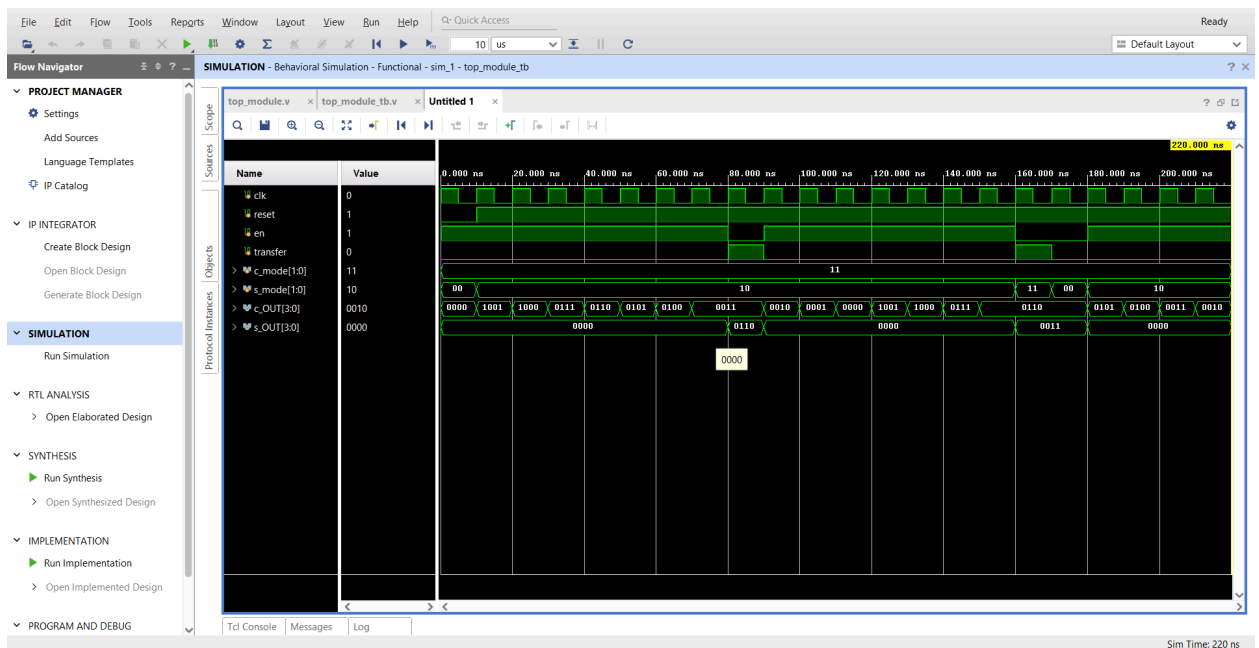 File Edit Flow Tools Reports Window Layout View Run Help Q- Quick Access Ready
10 us Default Layout
Flow Navigator ? _ SIMULATION - Behavioral Simulation - Functional - sim_1 - top_module_tb ? ×
PROJECT MANAGER
Settings
Add Sources
Language Templates
IP Catalog
IP INTEGRATOR
Create Block Design
Open Block Design
Generate Block Design
SIMULATION
Run Simulation
RTL ANALYSIS
Open Elaborated Design
SYNTHESIS
Run Synthesis
Open Synthesized Design
IMPLEMENTATION
Run Implementation
Open Implemented Design
PROGRAM AND DEBUG
Scope
Sources
Objects
Protocol Instances
top_module.v × top_module_tb.v × Untitled 1 × ?
220.000 ns
Name Value 0.000 ns 20.000 ns 40.000 ns 60.000 ns 80.000 ns 100.000 ns 120.000 ns 140.000 ns 160.000 ns 180.000 ns 200.000 ns
clk 0
reset 1
en 1
transfer 0
c_mode[1:0] 11 11
s_mode[1:0] 10 00 10 11 00 10
c_OUT[3:0] 0010 0000 1001 1000 0111 0110 0101 0100 0011 0010 0001 0000 1001 1000 0111 0110 0101 0100 0011 0010
s_OUT[3:0] 0000 0000 0110 0000 0011 0000
0000
Tcl Console Messages Log
Sim Time: 220 ns